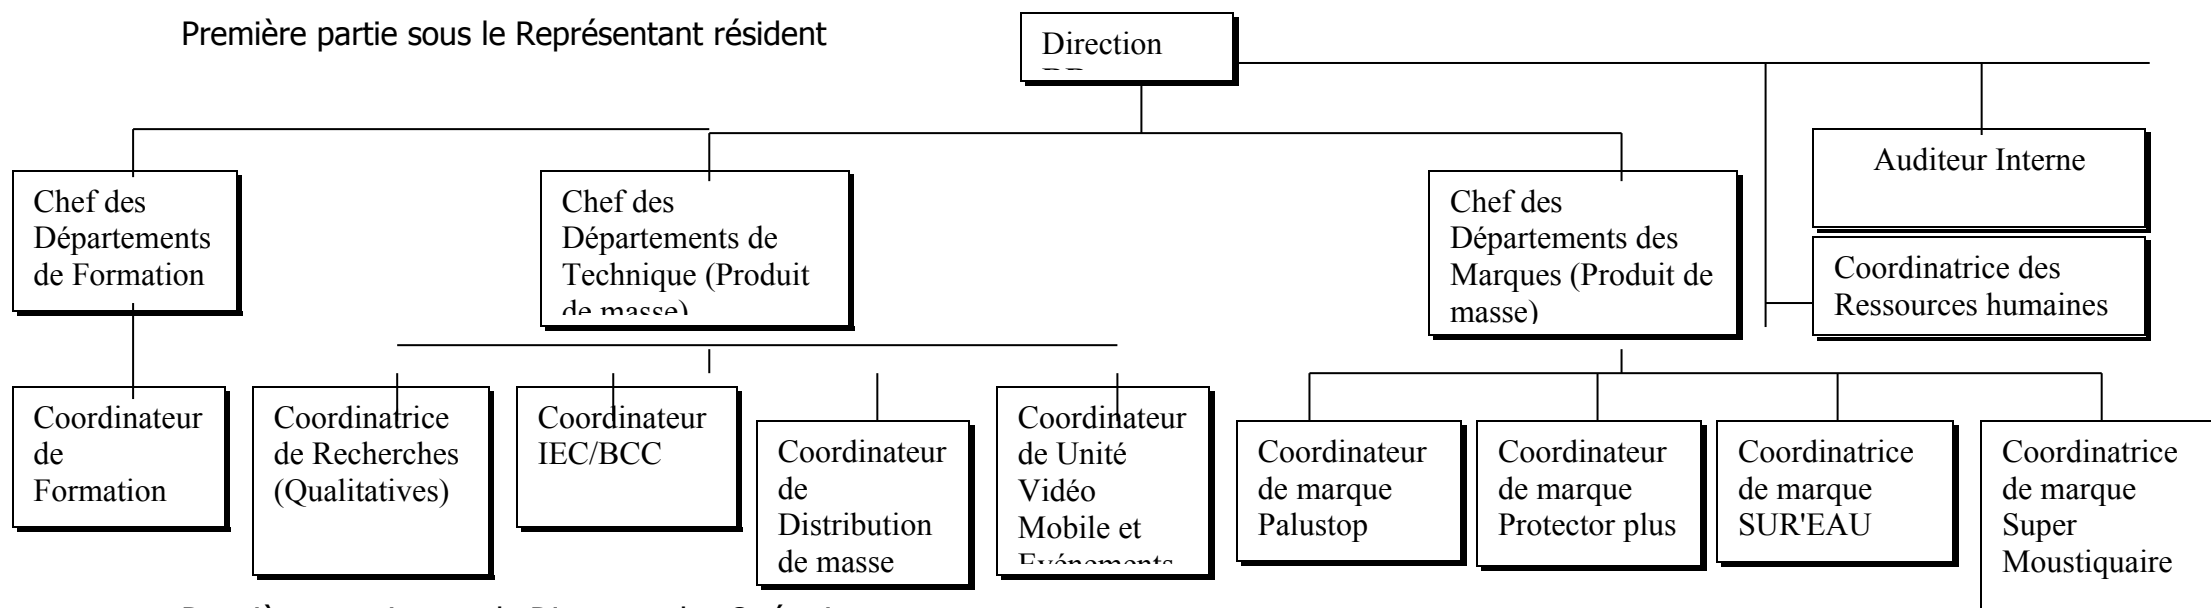 Première partie sous le Représentant résident
Direction
Auditeur Interne
Chef des
Départements
de Formation
Chef des
Départements de
Technique (Produit
de masse)
Chef des
Départements des
Marques (Produit de
masse)
Coordinatrice des
Ressources humaines
Coordinateur
de
Formation
Coordinatrice
de Recherches
(Qualitatives)
Coordinateur
IEC/BCC
Coordinateur
de
Distribution
de masse
Coordinateur
de Unité
Vidéo
Mobile et
Evénements
Coordinateur
de marque
Palustop
Coordinateur
de marque
Protector plus
Coordinatrice
de marque
SUR'EAU
Coordinatrice
de marque
Super
Moustiquaire